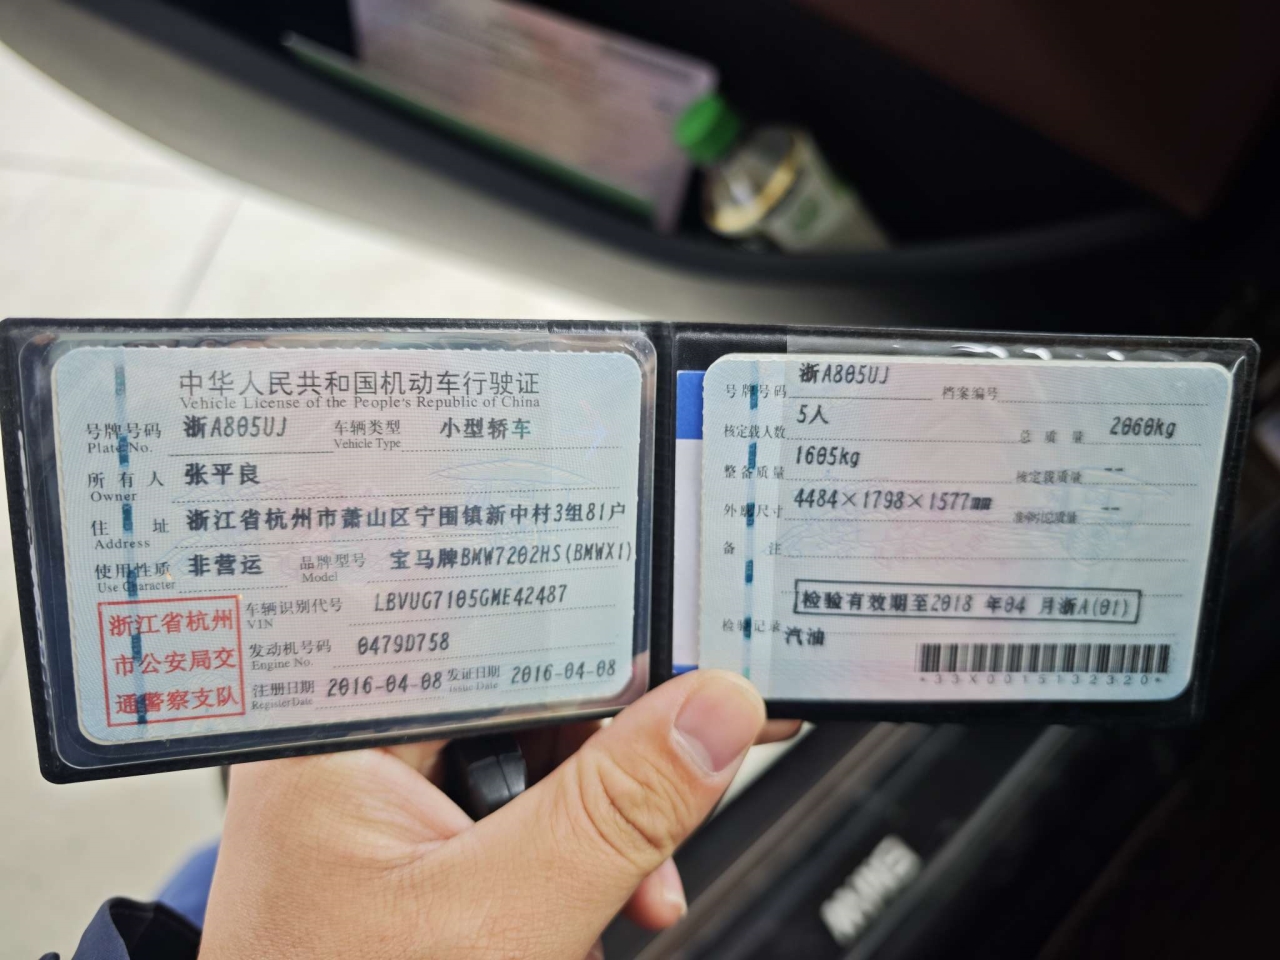 中华人民共和国机动车行驶证
Vehicle License of the People's Republic of China
号牌号码 浙A805UJ 车辆类型 小型轿车
Plate No. Vehicle Type
所有人 张平良
Owner
住址 浙江省杭州市萧山区宁围镇新中村3组81户
Address
使用性质 非营运 品牌型号 宝马牌BMW7202HS(BMWX1)
Use Character Model
浙江省杭州
市公安局交
通警察支队
车辆识别代号 LBVUG7105GME42487
VIN
发动机号码 0479D758
Engine No.
注册日期 2016-04-08 发证日期 2016-04-08
Register Date Issue Date
号牌号码 浙A805UJ 档案编号
核定载人数 5人 总质量 2060kg
整备质量 1605kg 核定载质量 --
外廓尺寸 4484×1798×1577mm --
备注
检验有效期至2018 年04 月浙A(01)
检验记录 汽油
*33X0015132320*
BMW